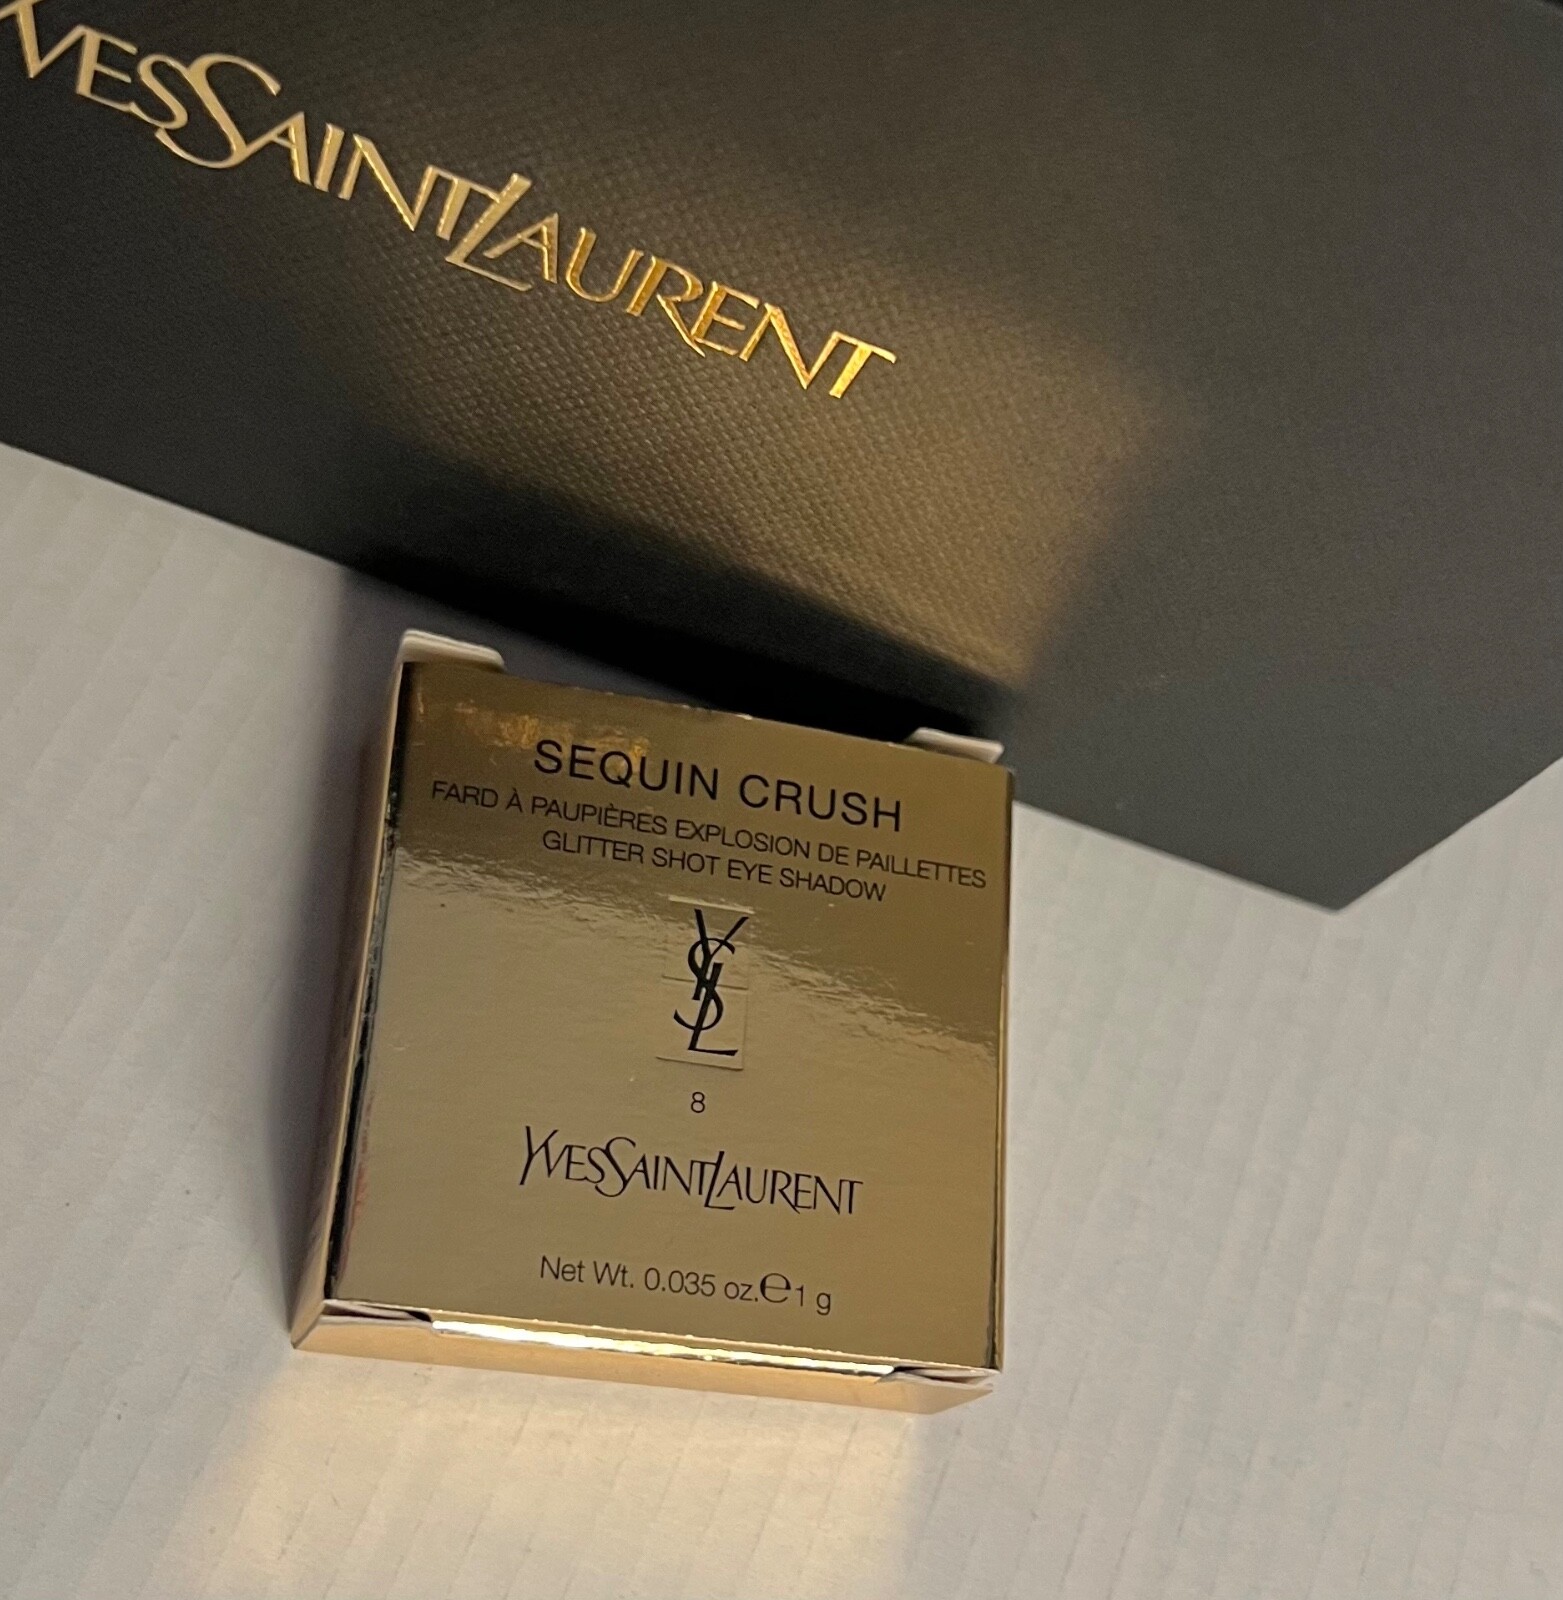 YVESSAINTLAURENT
SEQUIN CRUSH
FARD À PAUPIÈRES EXPLOSION DE PAILLETTES
GLITTER SHOT EYE SHADOW
YSL
8
YVESSAINTLAURENT
Net Wt. 0.035 oz.℮1 g